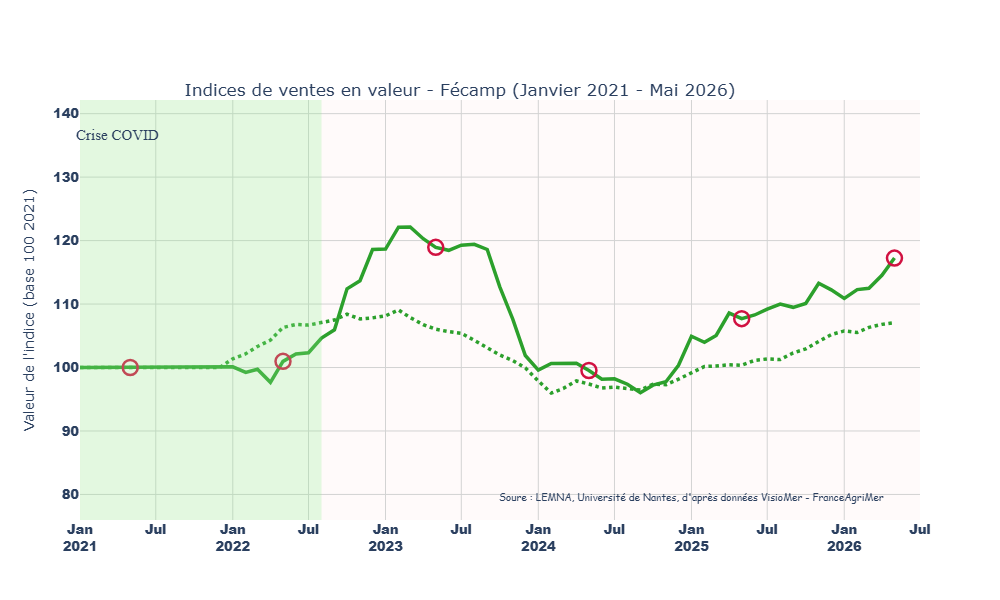 Indices de ventes en valeur - Fécamp (Janvier 2021 - Mai 2026)
140
Crise COVID
130
120
110
100
90
80
Valeur de l'indice (base 100 2021)
Soure : LEMNA, Université de Nantes, d'après données VisioMer - FranceAgriMer
Jan Jul Jan Jul Jan Jul Jan Jul Jan Jul Jan Jul
2021 2022 2023 2024 2025 2026